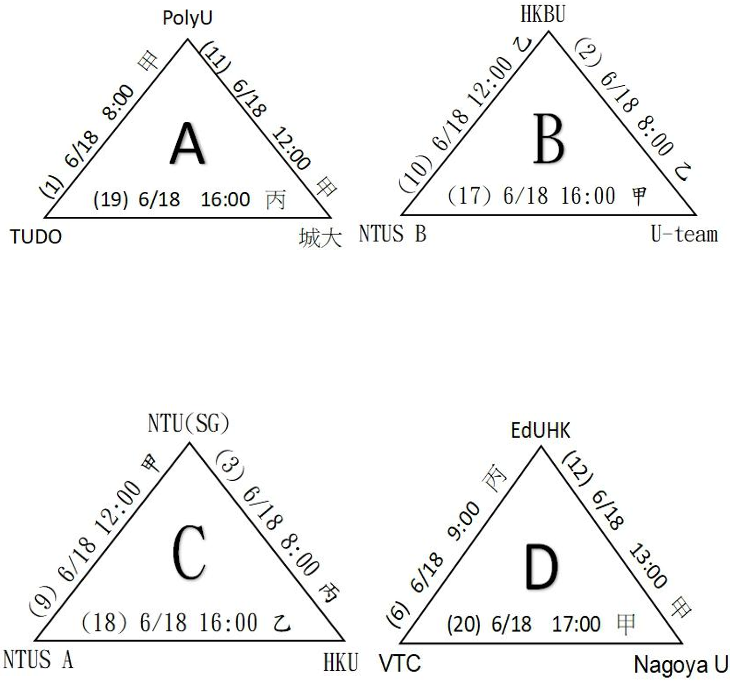 PolyU
(1) 6/18 8:00 甲
(11) 6/18 12:00 甲
A
(19) 6/18 16:00 丙
TUDO
城大
HKBU
(10) 6/18 12:00 乙
(2) 6/18 8:00 乙
B
(17) 6/18 16:00 甲
NTUS B
U-team
NTU(SG)
(9) 6/18 12:00 甲
(3) 6/18 8:00 丙
C
(18) 6/18 16:00 乙
NTUS A
HKU
EdUHK
(6) 6/18 9:00 丙
(12) 6/18 13:00 甲
D
(20) 6/18 17:00 甲
VTC
Nagoya U